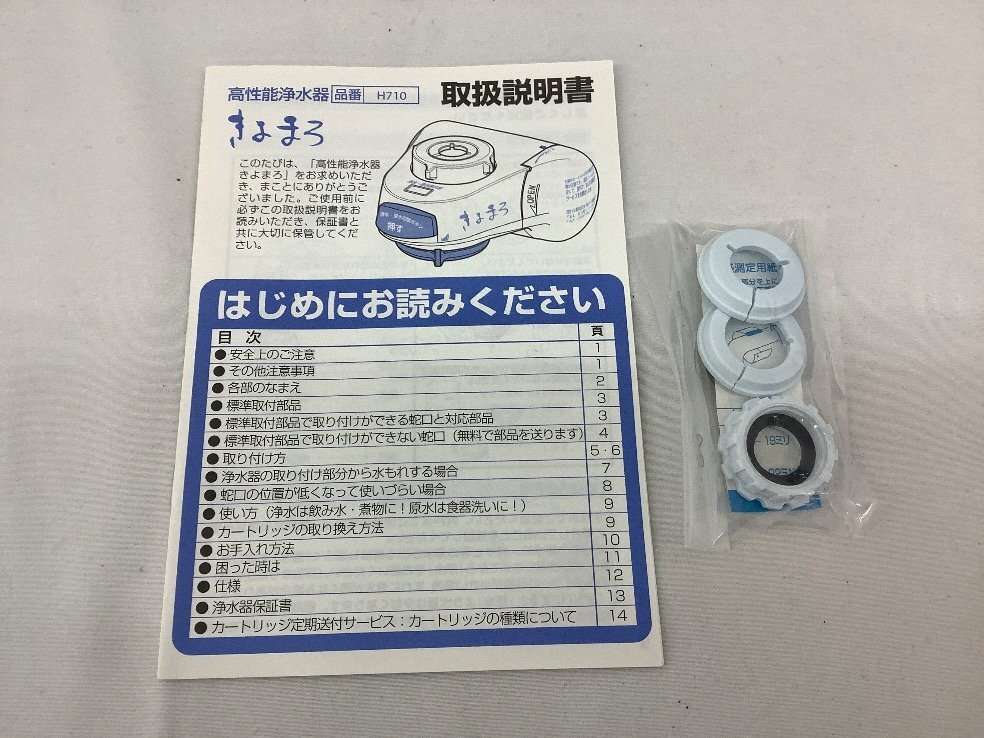 高性能浄水器 品番 H710 取扱説明書
きよまろ
このたびは、「高性能浄水器
きよまろ」をお求めいただ
き、まことにありがとうご
ざいました。ご使用前に
必ずこの取扱説明書をお
読みいただき、保証書と
共に大切に保管してくだ
さい。
OPEN
きよまろ
押す
はじめにお読みください
目 次 頁
●安全上のご注意 1
●その他注意事項 1
●各部のなまえ 2
●標準取付部品 3
●標準取付部品で取り付けができる蛇口と対応部品 3
●標準取付部品で取り付けができない蛇口(無料で部品を送ります) 4
●取り付け方 5・6
●浄水器の取り付け部分から水もれする場合 7
●蛇口の位置が低くなって使いづらい場合 8
●使い方(浄水は飲み水・煮物に!原水は食器洗いに!) 9
●カートリッジの取り換え方法 9
●お手入れ方法 10
●困った時は 11
●仕様 12
●浄水器保証書 13
●カートリッジ定期送付サービス:カートリッジの種類について 14
測定用紙
部分を上に
19ミリ